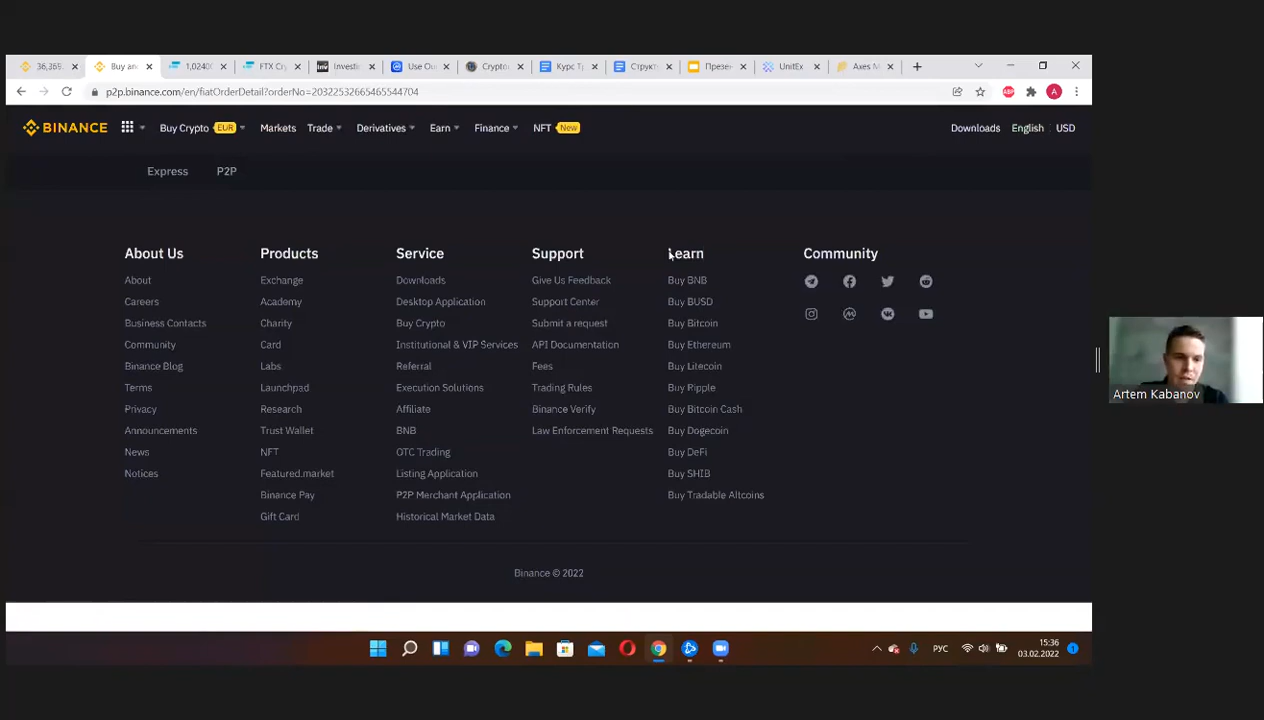 36,369.
Buy an
1,0240
FTX Cry
Investi
Use Ou
Crypto
Курс Т
Структ
Презен
UnitEx
Axes M
p2p.binance.com/en/fiatOrderDetail?orderNo=20322532665465544704
BINANCE Buy Crypto EUR Markets Trade Derivatives Earn Finance NFT New Downloads English USD
Express P2P
About Us
About
Careers
Business Contacts
Community
Binance Blog
Terms
Privacy
Announcements
News
Notices
Products
Exchange
Academy
Charity
Card
Labs
Launchpad
Research
Trust Wallet
NFT
Featured.market
Binance Pay
Gift Card
Service
Downloads
Desktop Application
Buy Crypto
Institutional & VIP Services
Referral
Execution Solutions
Affiliate
BNB
OTC Trading
Listing Application
P2P Merchant Application
Historical Market Data
Support
Give Us Feedback
Support Center
Submit a request
API Documentation
Fees
Trading Rules
Binance Verify
Law Enforcement Requests
Learn
Buy BNB
Buy BUSD
Buy Bitcoin
Buy Ethereum
Buy Litecoin
Buy Ripple
Buy Bitcoin Cash
Buy Dogecoin
Buy DeFi
Buy SHIB
Buy Tradable Altcoins
Community
Binance © 2022
Artem Kabanov
РУС
15:36
03.02.2022